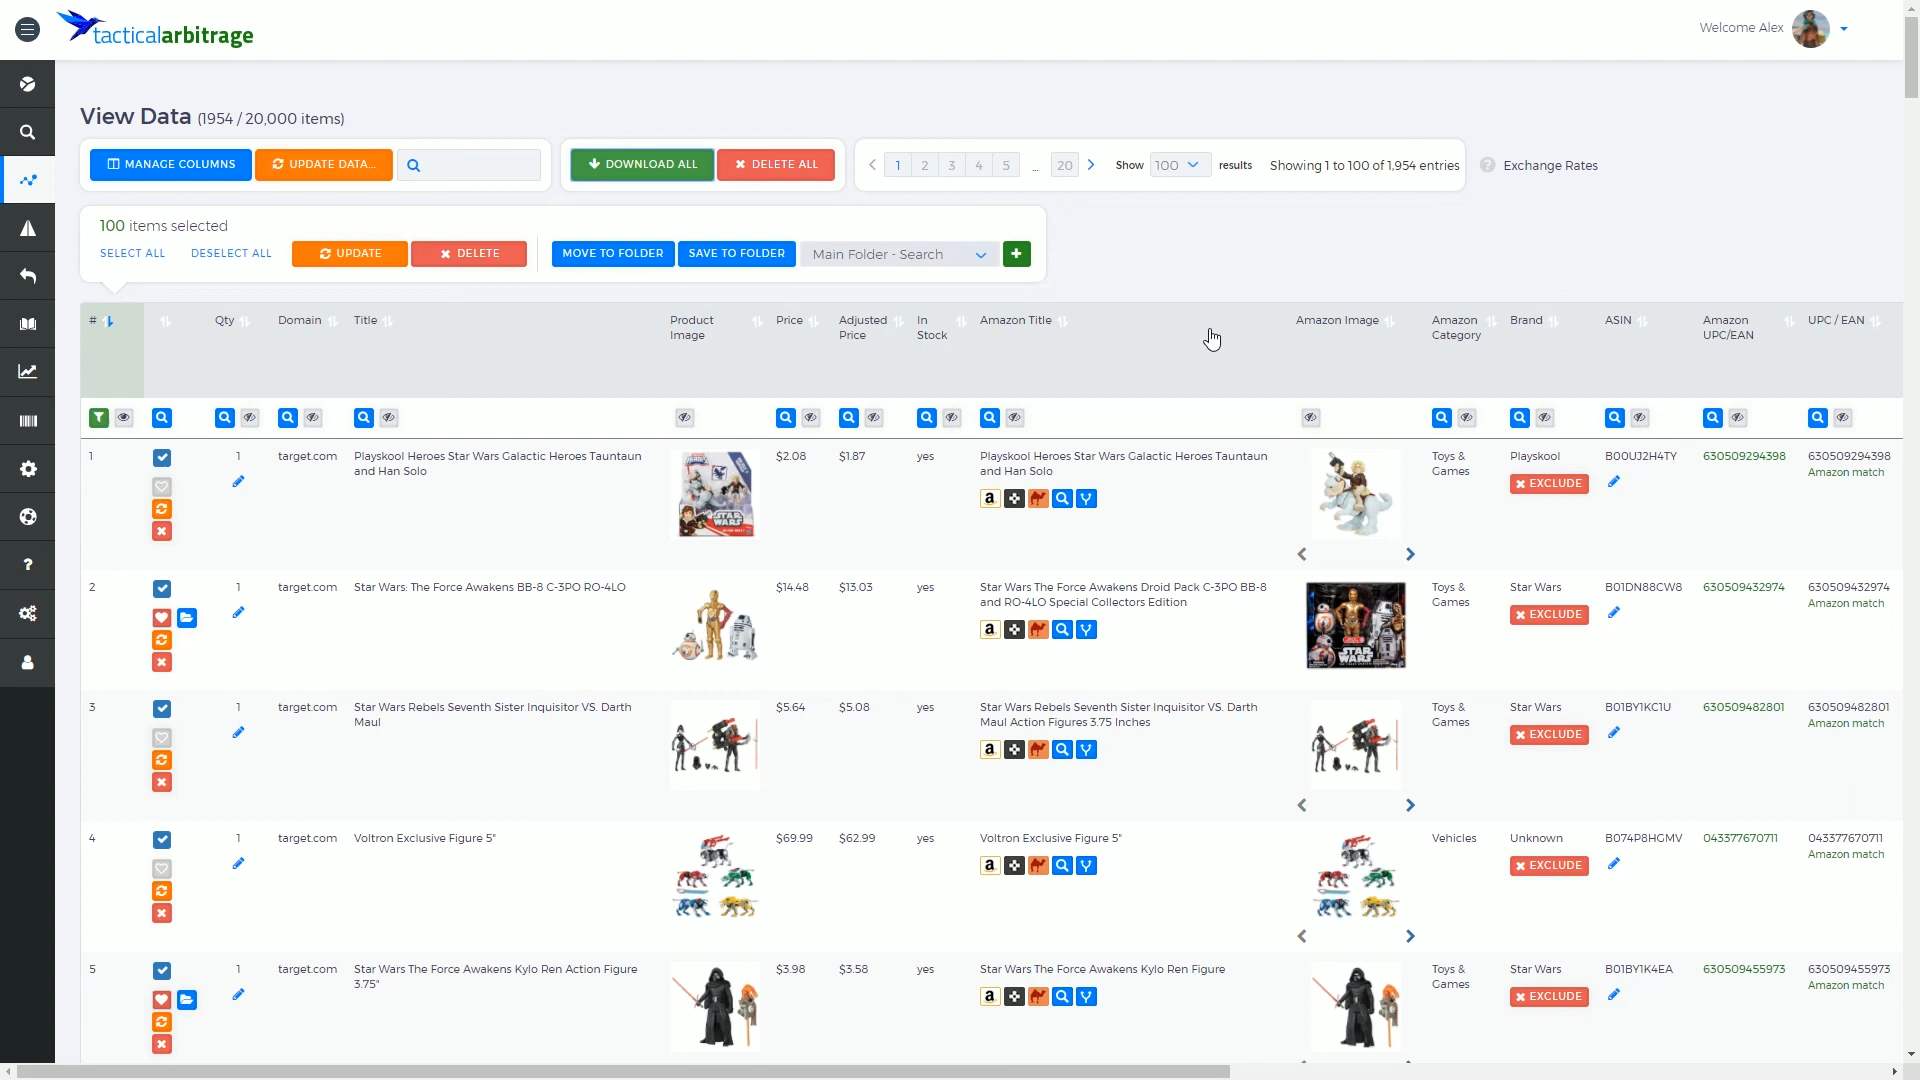 tacticalarbitrage
Welcome Alex
View Data (1954 / 20,000 items)
MANAGE COLUMNS
UPDATE DATA...
DOWNLOAD ALL
DELETE ALL
1 2 3 4 5 ... 20
Show 100 results
Showing 1 to 100 of 1,954 entries
? Exchange Rates
100 items selected
SELECT ALL
DESELECT ALL
UPDATE
DELETE
MOVE TO FOLDER
SAVE TO FOLDER
Main Folder - Search
#
Qty
Domain
Title
Product
Image
Price
Adjusted
Price
In
Stock
Amazon Title
Amazon Image
Amazon
Category
Brand
ASIN
Amazon
UPC/EAN
UPC / EAN
1
1
target.com
Playskool Heroes Star Wars Galactic Heroes Tauntaun
and Han Solo
STAR
WARS
$2.08
$1.87
yes
Playskool Heroes Star Wars Galactic Heroes Tauntaun
and Han Solo
a
Toys &
Games
Playskool
EXCLUDE
B00UJ2H4TY
630509294398
630509294398
Amazon match
2
1
target.com
Star Wars: The Force Awakens BB-8 C-3PO RO-4LO
$14.48
$13.03
yes
Star Wars The Force Awakens Droid Pack C-3PO BB-8
and RO-4LO Special Collectors Edition
a
STAR
WARS
Toys &
Games
Star Wars
EXCLUDE
B01DN88CW8
630509432974
630509432974
Amazon match
3
1
target.com
Star Wars Rebels Seventh Sister Inquisitor VS. Darth
Maul
$5.64
$5.08
yes
Star Wars Rebels Seventh Sister Inquisitor VS. Darth
Maul Action Figures 3.75 Inches
a
Toys &
Games
Star Wars
EXCLUDE
B01BY1KC1U
630509482801
630509482801
Amazon match
4
1
target.com
Voltron Exclusive Figure 5"
$69.99
$62.99
yes
Voltron Exclusive Figure 5"
a
Vehicles
Unknown
EXCLUDE
B074P8HGMV
043377670711
043377670711
Amazon match
5
1
target.com
Star Wars The Force Awakens Kylo Ren Action Figure
3.75"
$3.98
$3.58
yes
Star Wars The Force Awakens Kylo Ren Figure
a
Toys &
Games
Star Wars
EXCLUDE
B01BY1K4EA
630509455973
630509455973
Amazon match